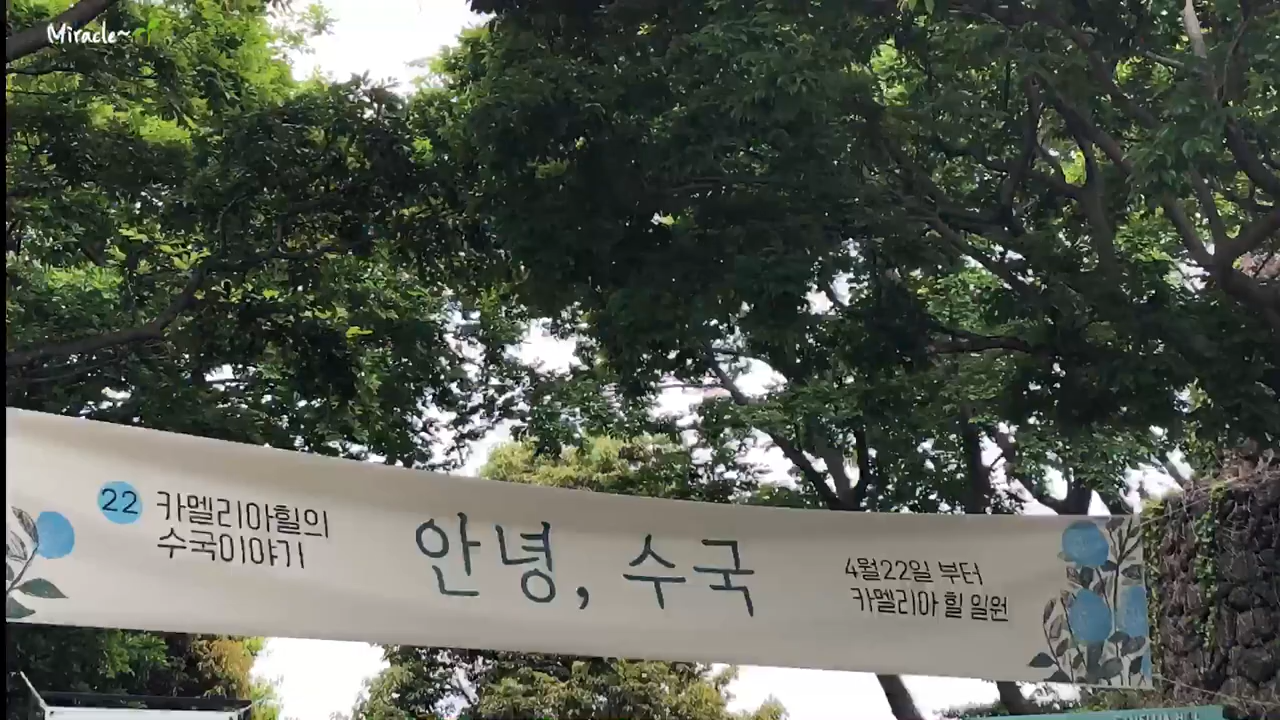 Miracle~
22 카멜리아힐의
수국이야기
안녕, 수국
4월22일 부터
카멜리아 힐 일원